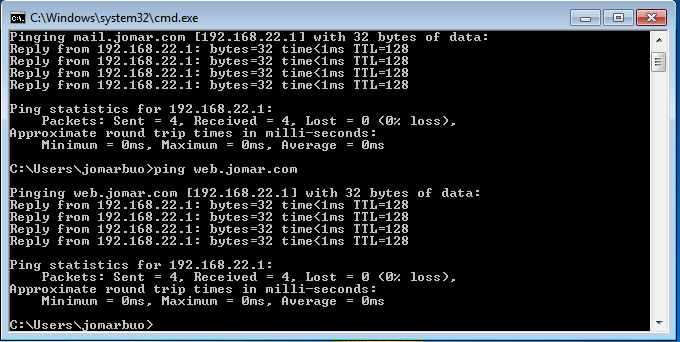 C:\Windows\system32\cmd.exe
Pinging mail.jomar.com [192.168.22.1] with 32 bytes of data:
Reply from 192.168.22.1: bytes=32 time<1ms TTL=128
Reply from 192.168.22.1: bytes=32 time<1ms TTL=128
Reply from 192.168.22.1: bytes=32 time<1ms TTL=128
Reply from 192.168.22.1: bytes=32 time<1ms TTL=128
Ping statistics for 192.168.22.1:
Packets: Sent = 4, Received = 4, Lost = 0 (0% loss),
Approximate round trip times in milli-seconds:
Minimum = 0ms, Maximum = 0ms, Average = 0ms
C:\Users\jomarbuo>ping web.jomar.com
Pinging web.jomar.com [192.168.22.1] with 32 bytes of data:
Reply from 192.168.22.1: bytes=32 time<1ms TTL=128
Reply from 192.168.22.1: bytes=32 time<1ms TTL=128
Reply from 192.168.22.1: bytes=32 time<1ms TTL=128
Reply from 192.168.22.1: bytes=32 time<1ms TTL=128
Ping statistics for 192.168.22.1:
Packets: Sent = 4, Received = 4, Lost = 0 (0% loss),
Approximate round trip times in milli-seconds:
Minimum = 0ms, Maximum = 0ms, Average = 0ms
C:\Users\jomarbuo>